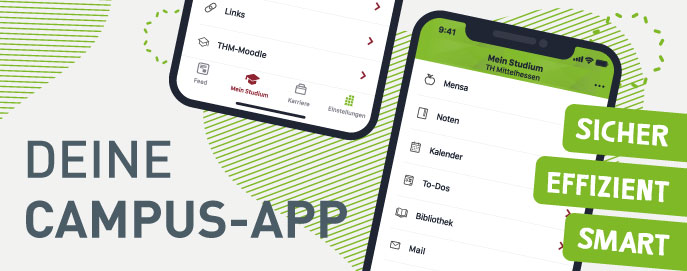 Links
THM-Moodle
Feed
Mein Studium
Karriere
Einstellungen
9:41
Mein Studium
TH Mittelhessen
Mensa
Noten
Kalender
To-Dos
Bibliothek
Mail
DEINE
CAMPUS-APP
SICHER
EFFIZIENT
SMART